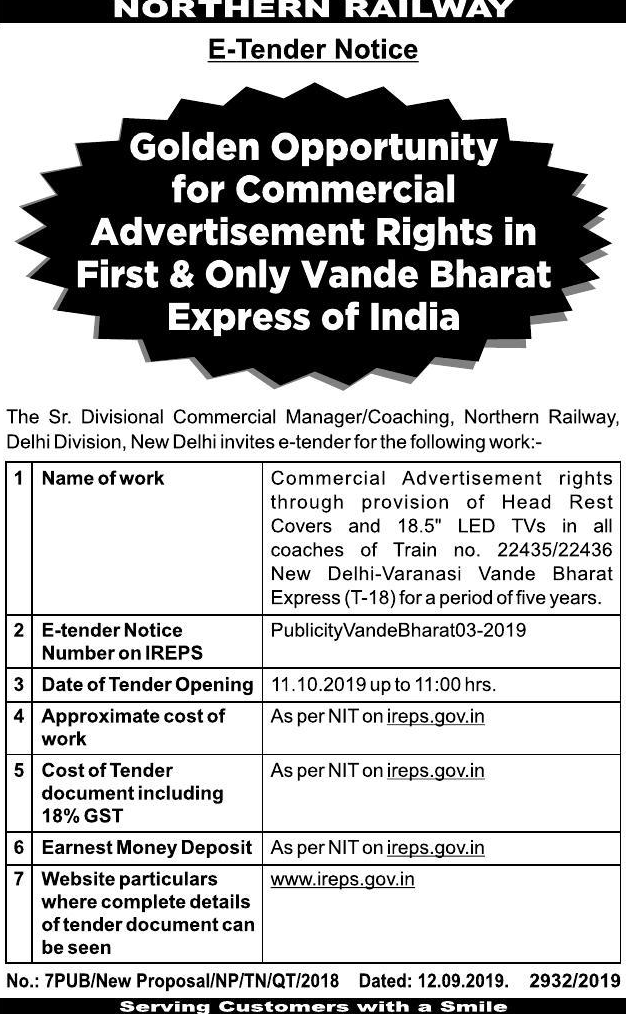 NORTHERN RAILWAY
E-Tender Notice
Golden Opportunity
for Commercial
Advertisement Rights in
First & Only Vande Bharat
Express of India
The Sr. Divisional Commercial Manager/Coaching, Northern Railway,
Delhi Division, New Delhi invites e-tender for the following work:-
1 Name of work Commercial Advertisement rights
through provision of Head Rest
Covers and 18.5" LED TVs in all
coaches of Train no. 22435/22436
New Delhi-Varanasi Vande Bharat
Express (T-18) for a period of five years.
2 E-tender Notice PublicityVandeBharat03-2019
Number on IREPS
3 Date of Tender Opening 11.10.2019 up to 11:00 hrs.
4 Approximate cost of As per NIT on ireps.gov.in
work
5 Cost of Tender As per NIT on ireps.gov.in
document including
18% GST
6 Earnest Money Deposit As per NIT on ireps.gov.in
7 Website particulars www.ireps.gov.in
where complete details
of tender document can
be seen
No.: 7PUB/New Proposal/NP/TN/QT/2018 Dated: 12.09.2019. 2932/2019
Serving Customers with a Smile